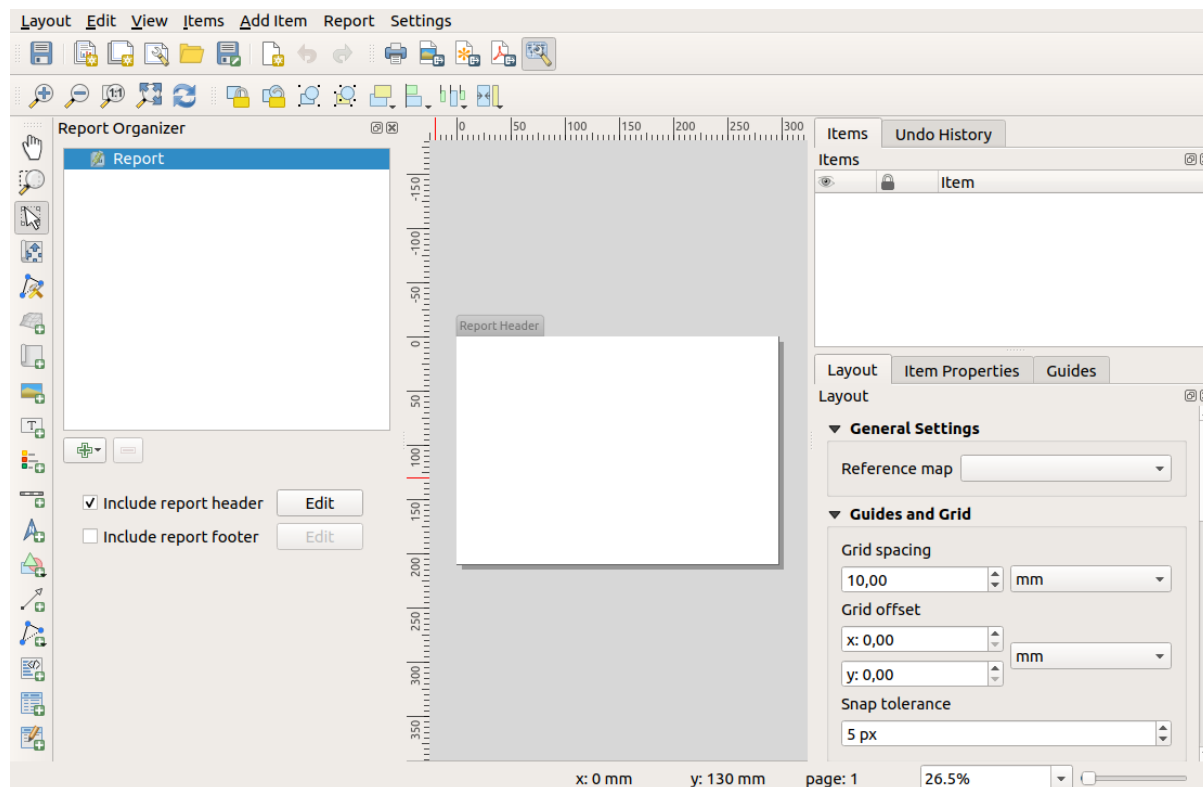 Layout Edit View Items Add Item Report Settings
Report Organizer
Report
Include report header Edit
Include report footer Edit
0 50 100 150 200 250 300
-150
-100
-50
0
50
100
150
200
250
300
350
Report Header
Items Undo History
Items
Item
Layout Item Properties Guides
Layout
General Settings
Reference map
Guides and Grid
Grid spacing
10,00 mm
Grid offset
x: 0,00
mm
y: 0,00
Snap tolerance
5 px
x: 0 mm y: 130 mm page: 1 26.5%